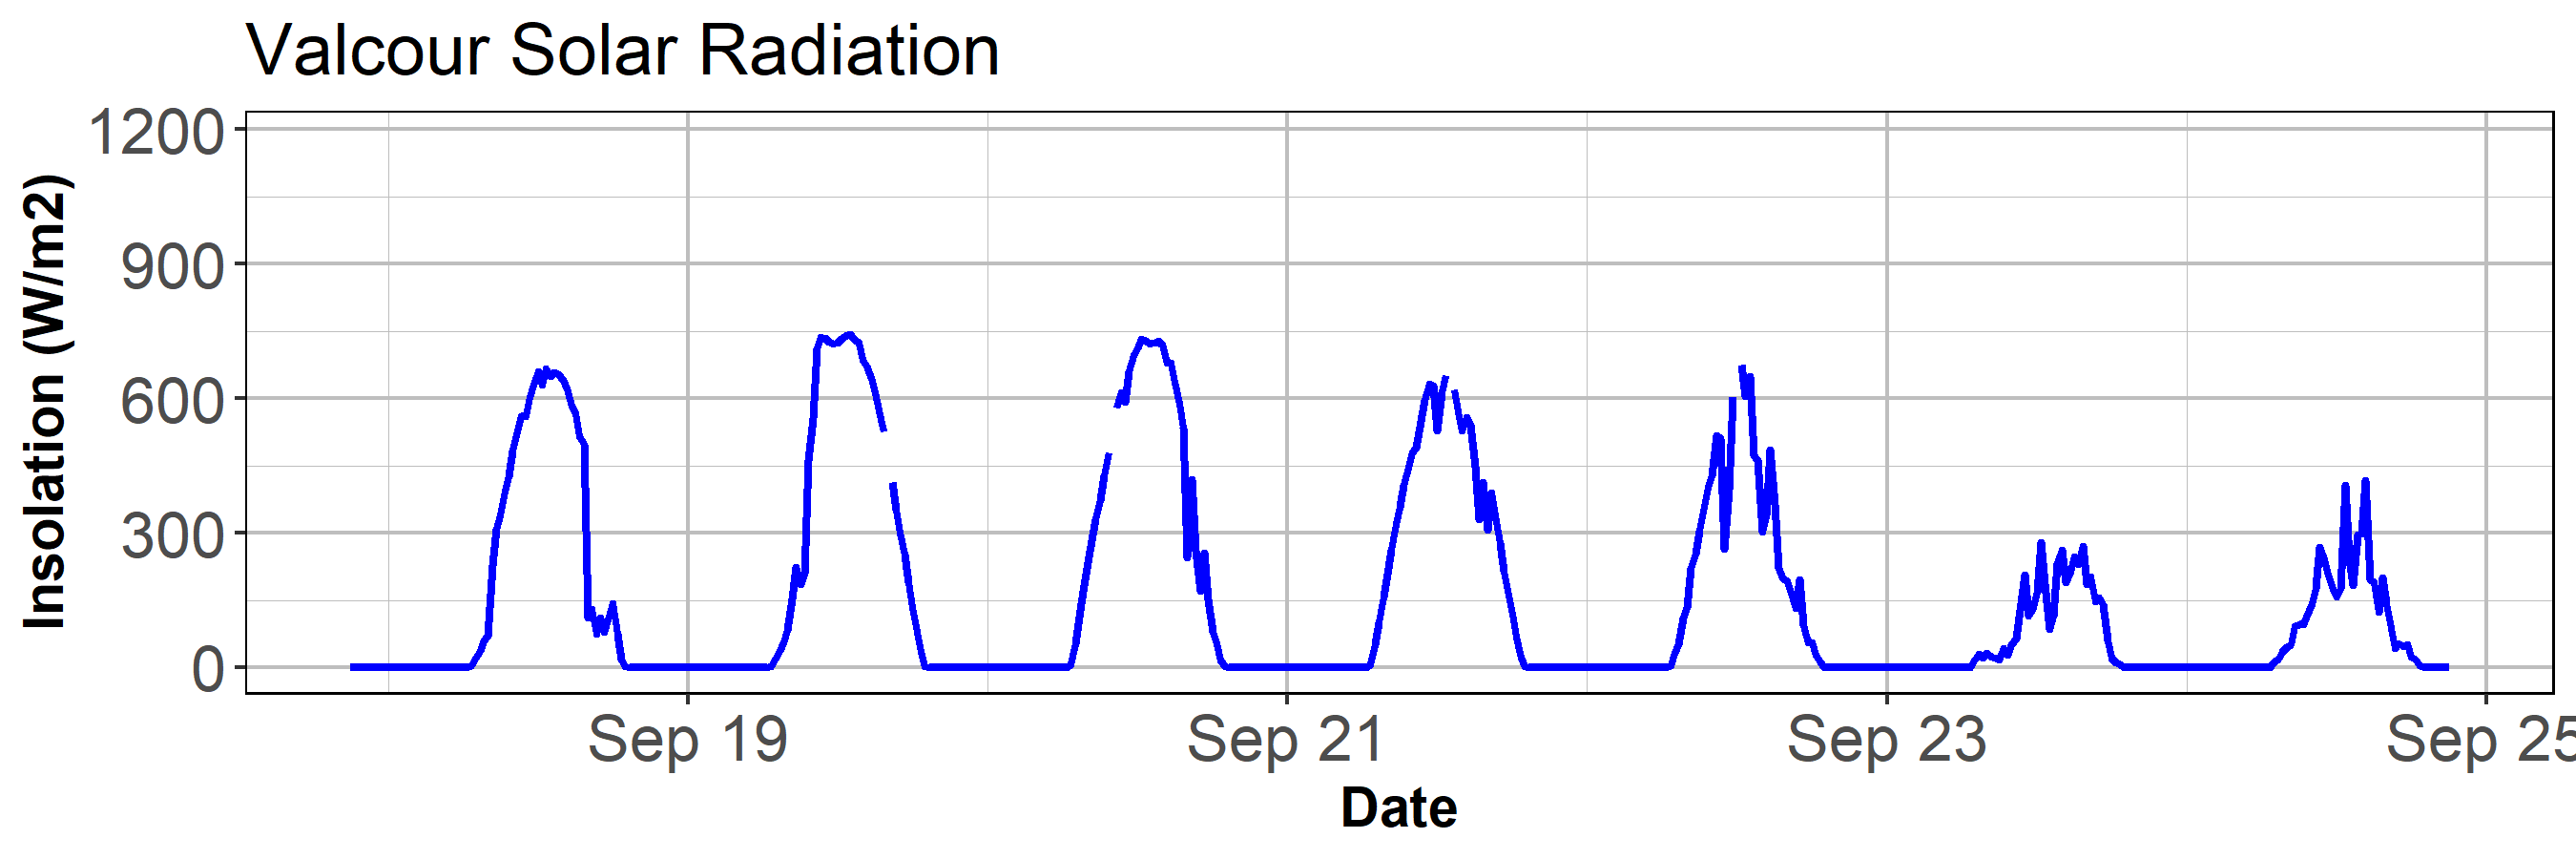 Valcour Solar Radiation
1200
900
600
300
0
Insolation (W/m2)
Sep 19
Sep 21
Sep 23
Sep 25
Date